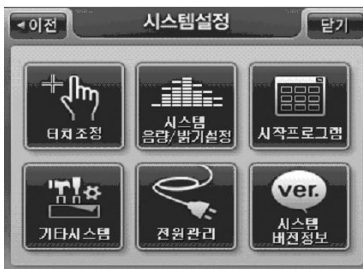 이전
시스템설정
닫기
터치조정
시스템
음량/밝기설정
시작프로그램
기타시스템
전원관리
ver.
시스템
버전정보